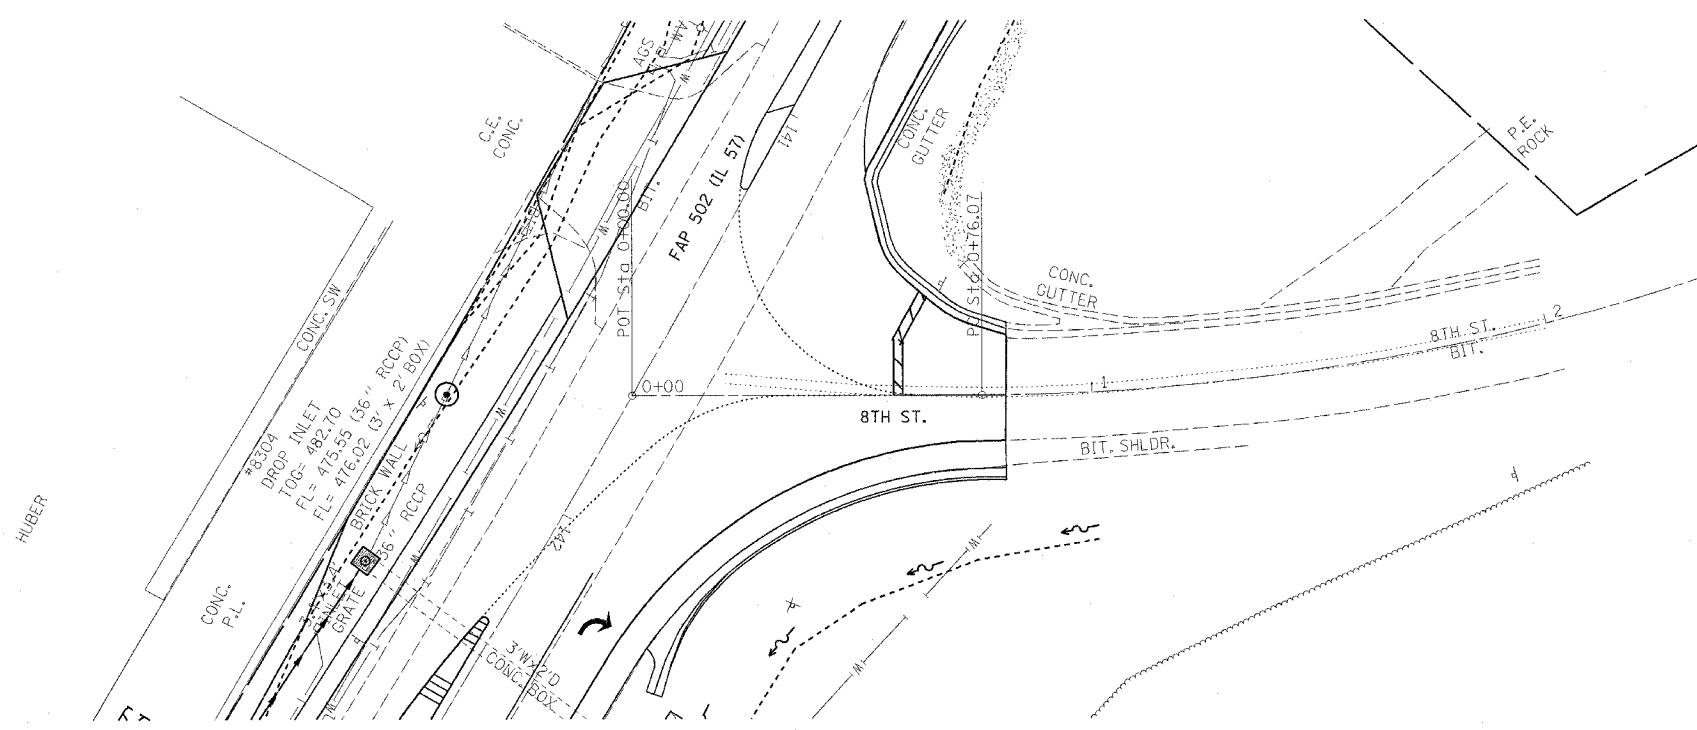 AGS
C.E.
CONC.
CONC.
GUTTER
P.E.
ROCK
141
FAP 502 (IL 57)
BIT.
POT Sta 0+00.00
Sta 0+76.07
CONC.
GUTTER
CONC. SW
2
8TH ST.
BIT.
0+00
1
8TH ST.
BIT. SHLDR.
#8304
DROP INLET
TOG= 482.70
FL= 475.55 (36" RCCP)
FL= 476.02 (3' X 2' BOX)
BRICK WALL
36" RCCP
HUBER
142
CONC.
P.L.
INLET
GRATE
3'W X 2'D
CONC. BOX
W
W
W
W
W
W
W